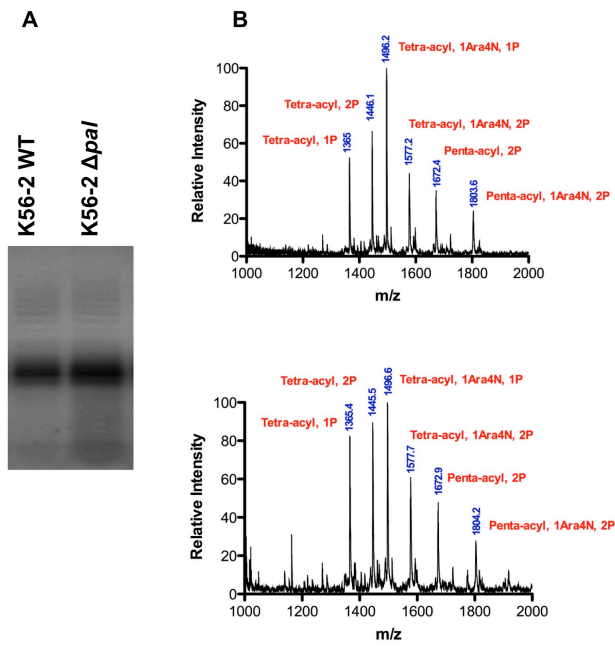 A
B
K56-2 WT
K56-2 Δpal
Tetra-acyl, 1Ara4N, 1P
1496.2
Tetra-acyl, 2P
1446.1
Tetra-acyl, 1Ara4N, 2P
Tetra-acyl, 1P
1365
Penta-acyl, 2P
1577.2
1672.4
Penta-acyl, 1Ara4N, 2P
1803.6
Relative Intensity
100
80
60
40
20
0
1000 1200 1400 1600 1800 2000
m/z
Tetra-acyl, 2P
1496.6
Tetra-acyl, 1Ara4N, 1P
Tetra-acyl, 1P
1365.4
1445.5
Tetra-acyl, 1Ara4N, 2P
1577.7
Penta-acyl, 2P
1672.9
Penta-acyl, 1Ara4N, 2P
1804.2
Relative Intensity
100
80
60
40
20
0
1000 1200 1400 1600 1800 2000
m/z